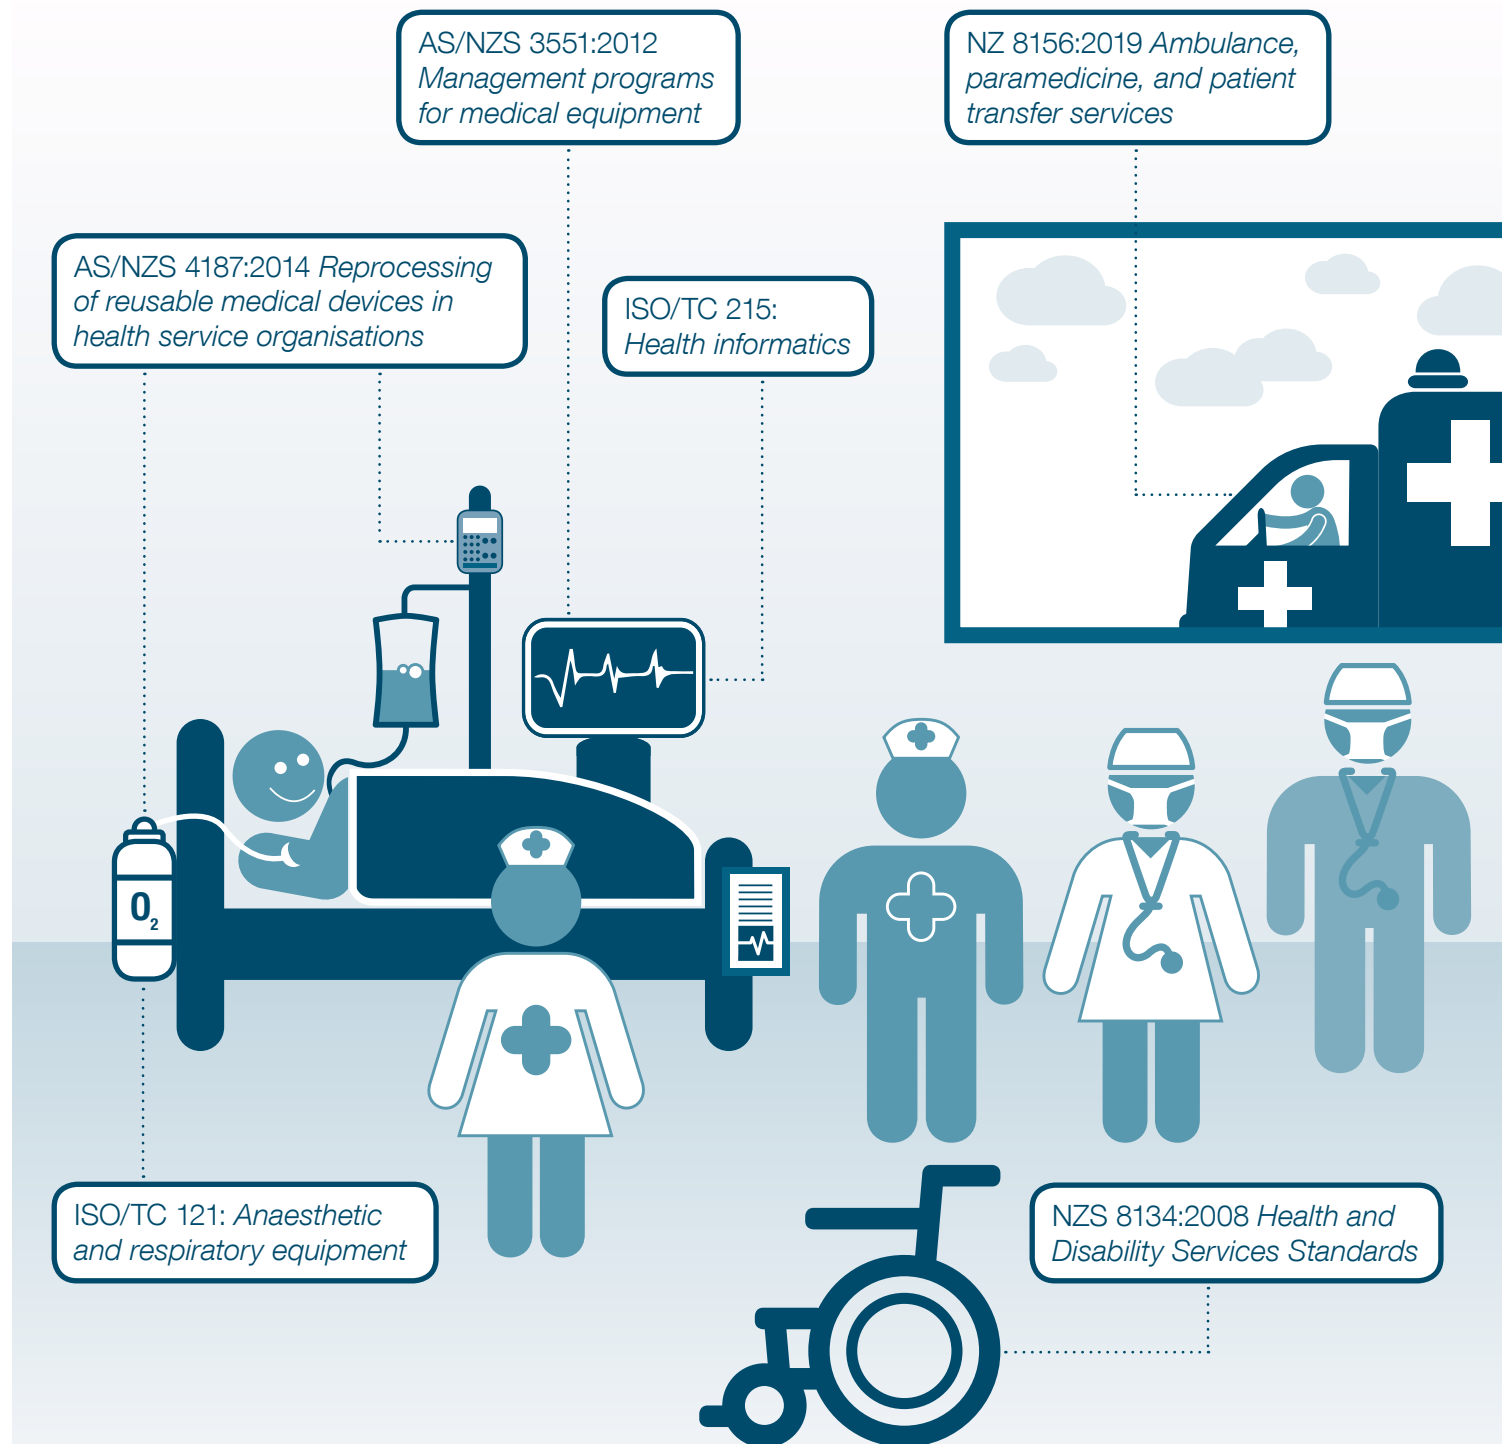 AS/NZS 3551:2012
Management programs
for medical equipment
NZ 8156:2019 Ambulance,
paramedicine, and patient
transfer services
AS/NZS 4187:2014 Reprocessing
of reusable medical devices in
health service organisations
ISO/TC 215:
Health informatics
O2
ISO/TC 121: Anaesthetic
and respiratory equipment
NZS 8134:2008 Health and
Disability Services Standards